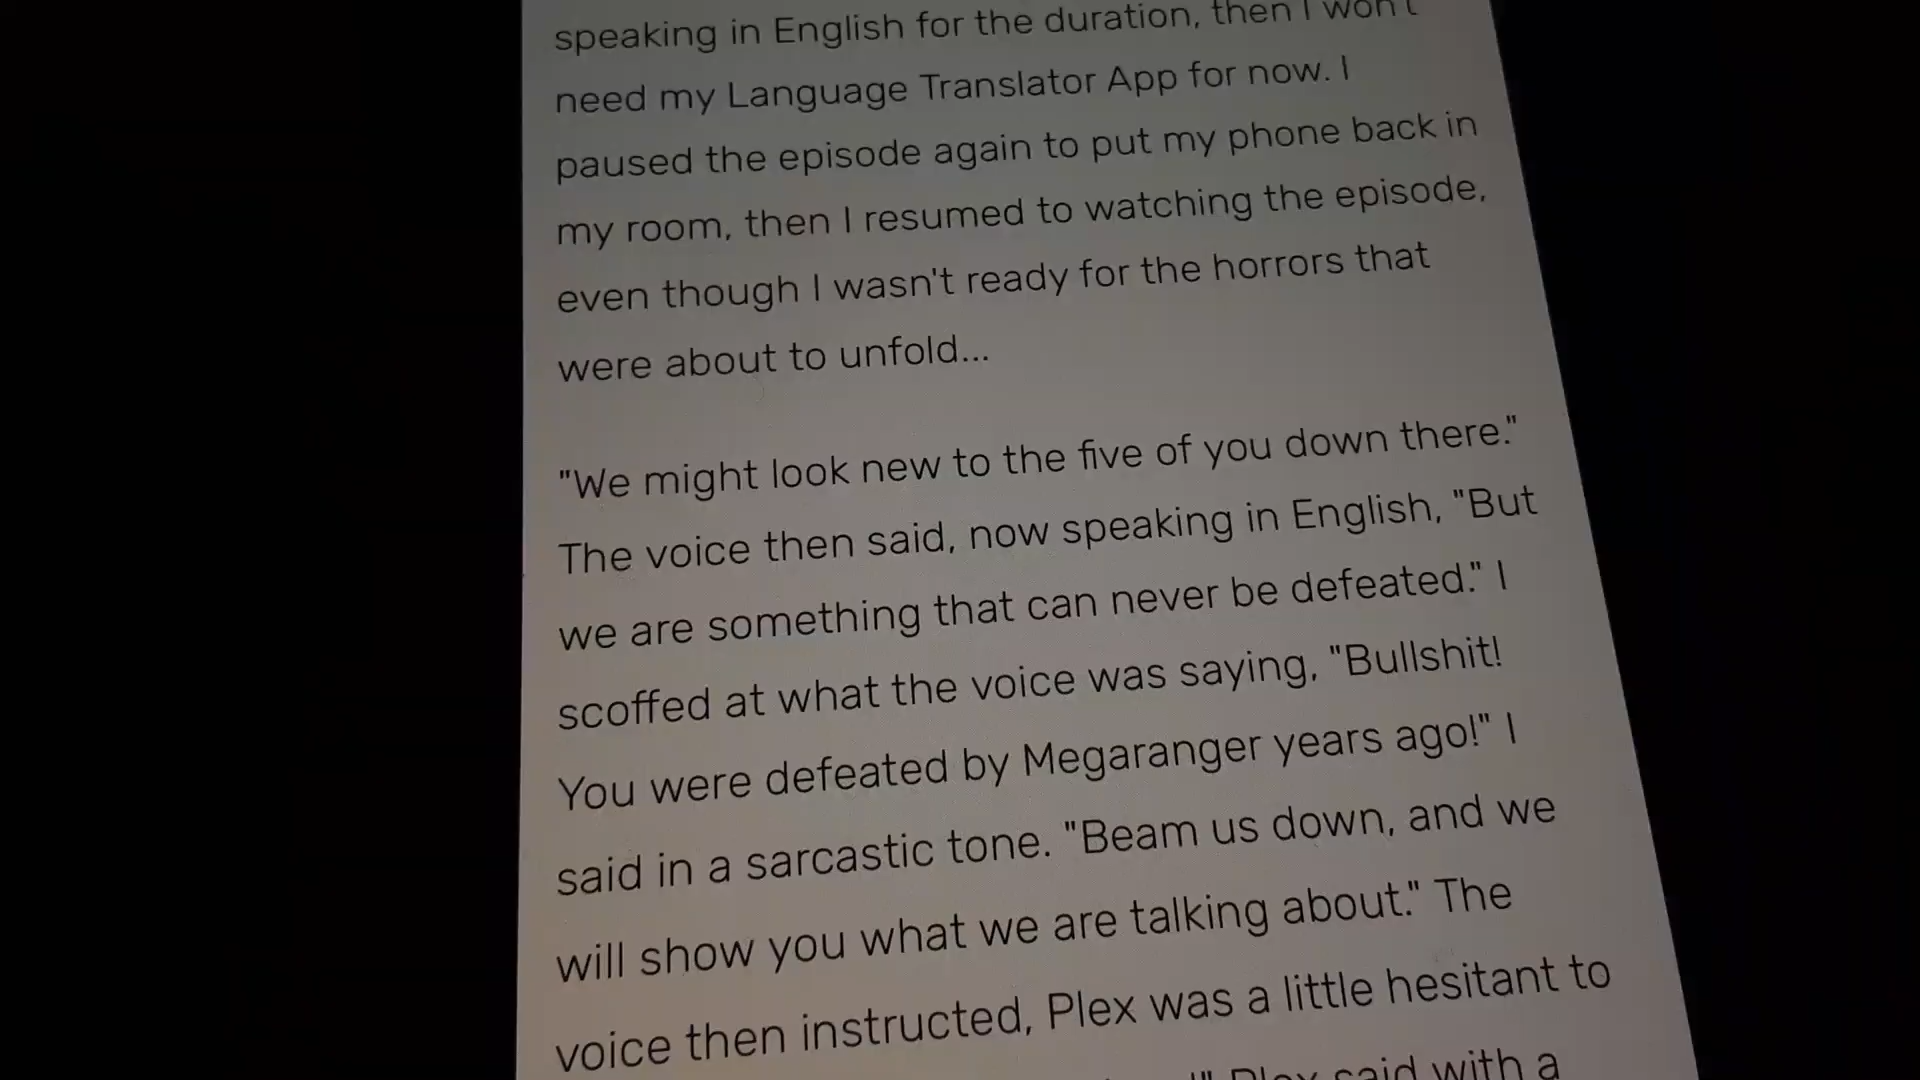 speaking in English for the duration, then I won't
need my Language Translator App for now. I
paused the episode again to put my phone back in
my room, then I resumed to watching the episode,
even though I wasn't ready for the horrors that
were about to unfold...
"We might look new to the five of you down there."
The voice then said, now speaking in English, "But
we are something that can never be defeated." I
scoffed at what the voice was saying, "Bullshit!
You were defeated by Megaranger years ago!" I
said in a sarcastic tone. "Beam us down, and we
will show you what we are talking about." The
voice then instructed, Plex was a little hesitant to
Plex said with a